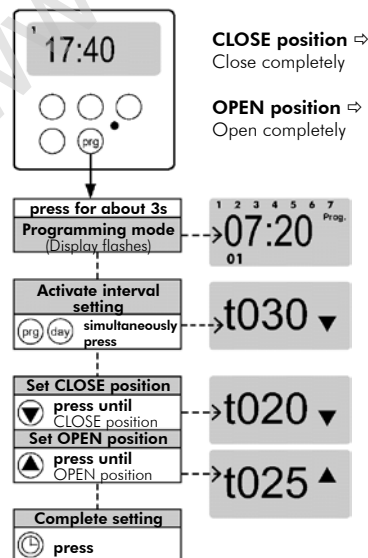 1
17:40
prg
CLOSE position ⇨
Close completely
OPEN position ⇨
Open completely
press for about 3s
Programming mode
(Display flashes)
1 2 3 4 5 6 7
Prog.
07:20
01
Activate interval
setting
prg day simultaneously
press
t030 ▼
Set CLOSE position
press until
CLOSE position
t020 ▼
Set OPEN position
press until
OPEN position
t025 ▲
Complete setting
press